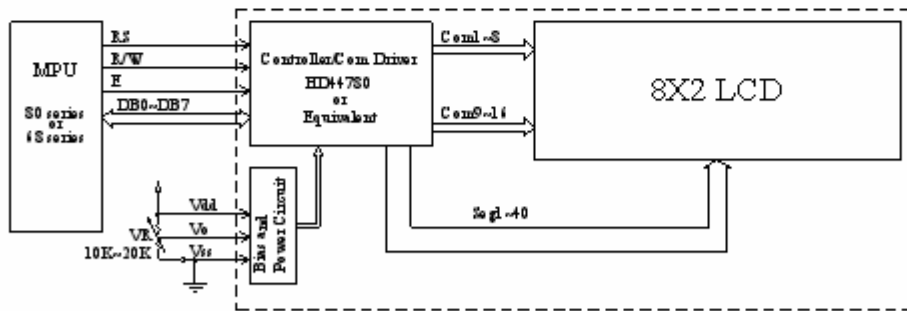 MPU
80 series
or
68 series
RS
R/W
E
DB0~DB7
Controller/Com Driver
HD44780
or
Equivalent
Com1~8
Com9~16
8X2 LCD
Vdd
Vo
Vss
VR
10K~20K
Bias and
Power Circuit
Seg1~40